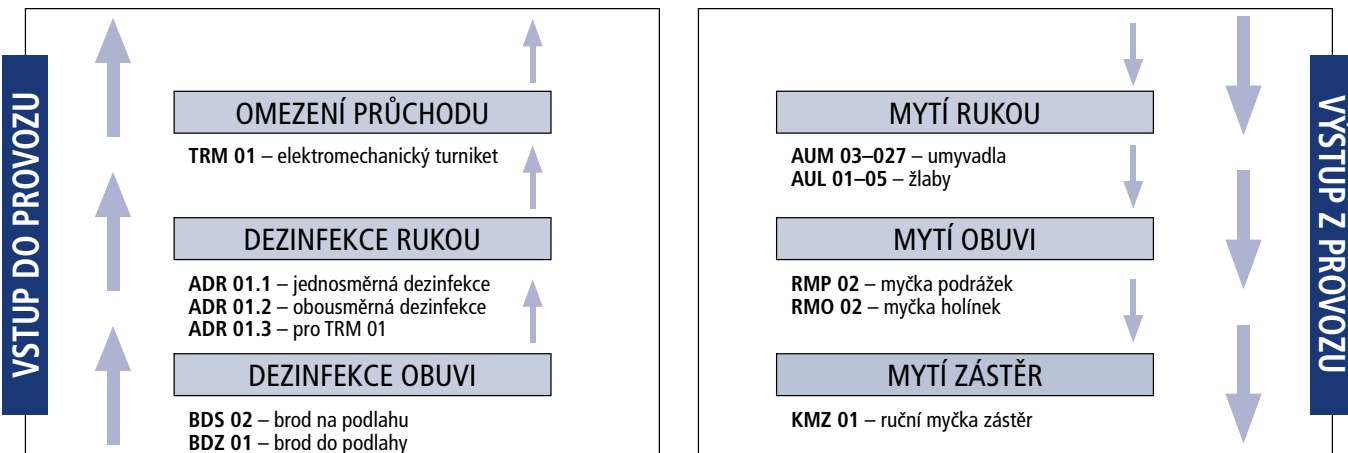 VSTUP DO PROVOZU
OMEZENÍ PRŮCHODU
TRM 01 – elektromechanický turniket
DEZINFEKCE RUKOU
ADR 01.1 – jednosměrná dezinfekce
ADR 01.2 – obousměrná dezinfekce
ADR 01.3 – pro TRM 01
DEZINFEKCE OBUVI
BDS 02 – brod na podlahu
BDZ 01 – brod do podlahy
MYTÍ RUKOU
AUM 03–027 – umyvadla
AUL 01–05 – žlaby
MYTÍ OBUVI
RMP 02 – myčka podrážek
RMO 02 – myčka holínek
MYTÍ ZÁSTĚR
KMZ 01 – ruční myčka zástěr
VÝSTUP Z PROVOZU